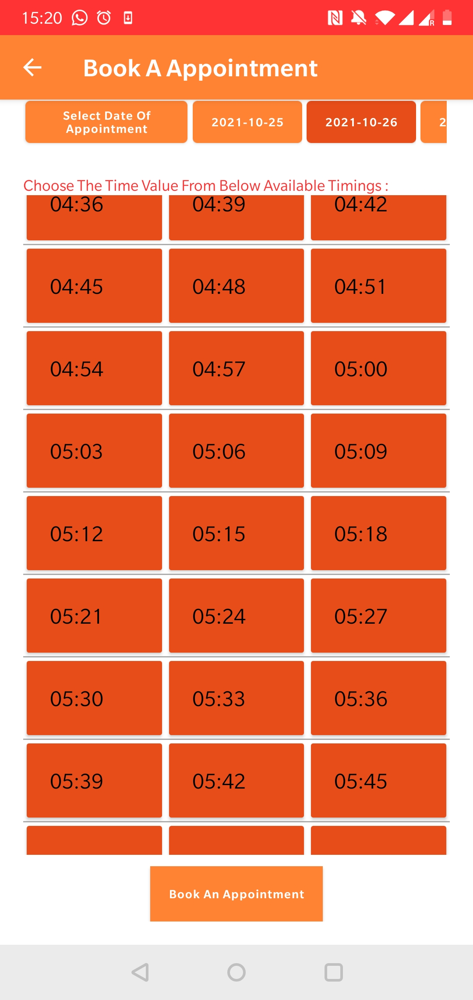 15:20
R
Book A Appointment
Select Date Of
Appointment
2021-10-25
2021-10-26
2
Choose The Time Value From Below Available Timings :
04:36 04:39 04:42
04:45 04:48 04:51
04:54 04:57 05:00
05:03 05:06 05:09
05:12 05:15 05:18
05:21 05:24 05:27
05:30 05:33 05:36
05:39 05:42 05:45
Book An Appointment